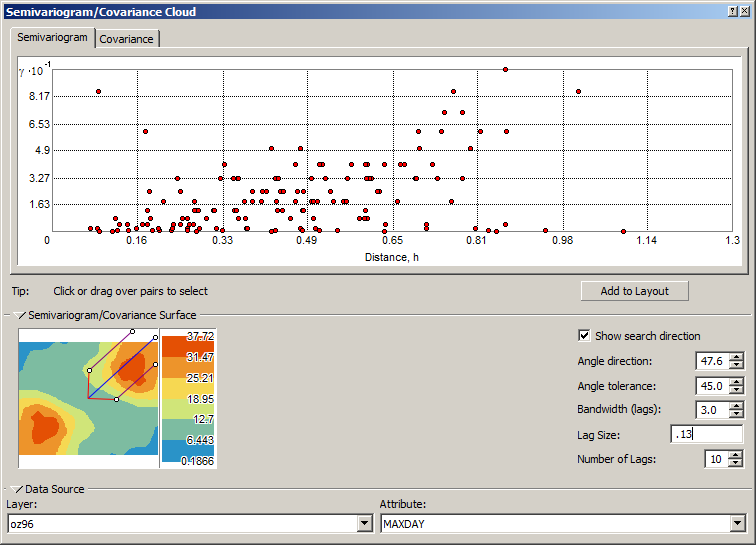 Semivariogram/Covariance Cloud
Semivariogram Covariance
γ ·10 -1
8.17
6.53
4.9
3.27
1.63
0 0.16 0.33 0.49 0.65 0.81 0.98 1.14 1.3
Distance, h
Tip: Click or drag over pairs to select Add to Layout
Semivariogram/Covariance Surface
37.72
31.47
25.21
18.95
12.7
6.443
0.1866
Show search direction
Angle direction: 47.6
Angle tolerance: 45.0
Bandwidth (lags): 3.0
Lag Size: .13
Number of Lags: 10
Data Source
Layer: Attribute:
oz96 MAXDAY